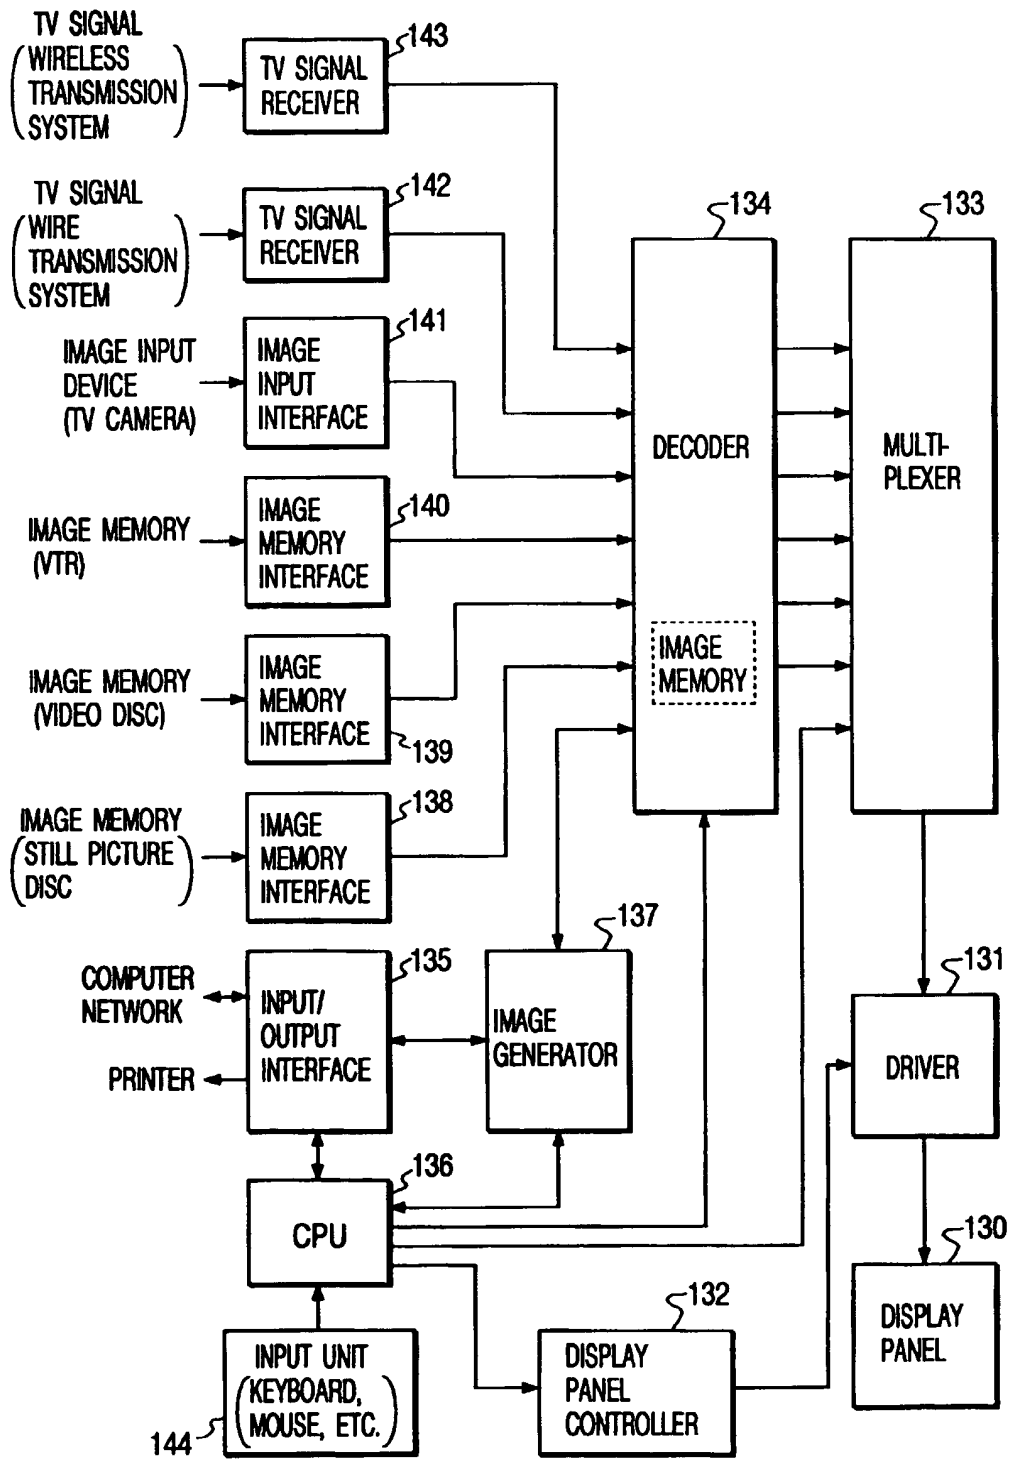 TV SIGNAL
(WIRELESS
TRANSMISSION
SYSTEM)
TV SIGNAL
RECEIVER
143
TV SIGNAL
(WIRE
TRANSMISSION
SYSTEM)
TV SIGNAL
RECEIVER
142
IMAGE INPUT
DEVICE
(TV CAMERA)
IMAGE
INPUT
INTERFACE
141
IMAGE MEMORY
(VTR)
IMAGE
MEMORY
INTERFACE
140
IMAGE MEMORY
(VIDEO DISC)
IMAGE
MEMORY
INTERFACE
139
IMAGE MEMORY
(STILL PICTURE
DISC)
IMAGE
MEMORY
INTERFACE
138
134
DECODER
IMAGE
MEMORY
133
MULTI-
PLEXER
COMPUTER
NETWORK
PRINTER
INPUT/
OUTPUT
INTERFACE
135
IMAGE
GENERATOR
137
DRIVER
131
CPU
136
DISPLAY
PANEL
130
INPUT UNIT
(KEYBOARD,
MOUSE, ETC.)
144
DISPLAY
PANEL
CONTROLLER
132